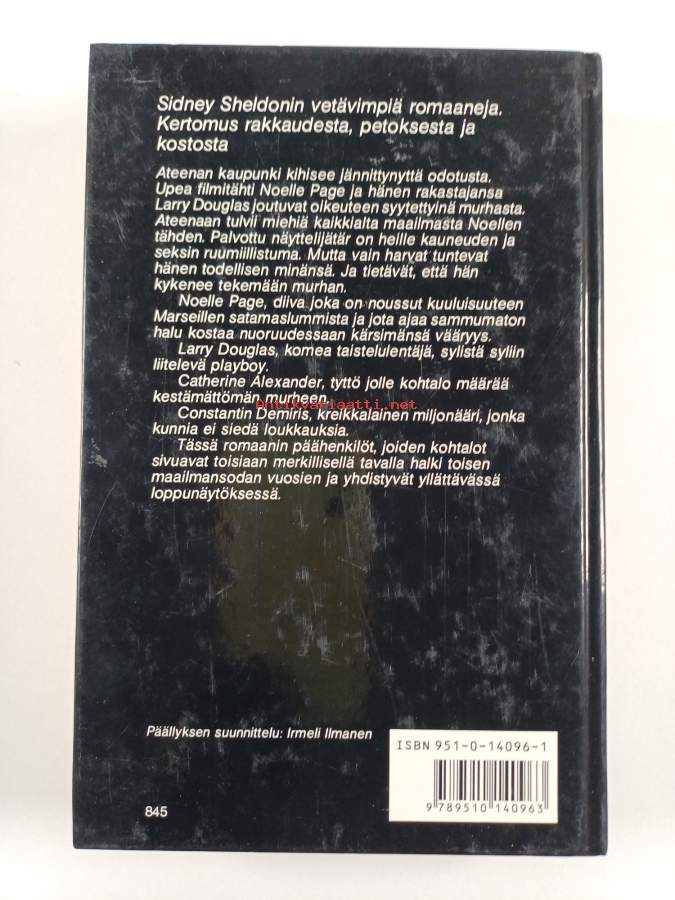 Sidney Sheldonin vetävimpiä romaaneja.
Kertomus rakkaudesta, petoksesta ja
kostosta
Ateenan kaupunki kihisee jännittynyttä odotusta.
Upea filmitähti Noelle Page ja hänen rakastajansa
Larry Douglas joutuvat oikeuteen syytettyinä murhasta.
Ateenaan tulvii miehiä kaikkialta maailmasta Noellen
tähden. Palvottu näyttelijätär on heille kauneuden ja
seksin ruumiillistuma. Mutta vain harvat tuntevat
hänen todellisen minänsä. Ja tietävät, että hän
kykenee tekemään murhan.
Noelle Page, diiva joka on noussut kuuluisuuteen
Marseillen satamaslummista ja jota ajaa sammumaton
halu kostaa nuoruudessaan kärsimänsä vääryys.
Larry Douglas, komea taistelulentäjä, sylistä syliin
liitelevä playboy.
Catherine Alexander, tyttö jolle kohtalo määrää
kestämättömän murheen.
Antikvariaatti.net
Constantin Demiris, kreikkalainen miljonääri, jonka
kunnia ei siedä loukkauksia.
Tässä romaanin päähenkilöt, joiden kohtalot
sivuavat toisiaan merkillisellä tavalla halki toisen
maailmansodan vuosien ja yhdistyvät yllättävässä
loppunäytöksessä.
Päällyksen suunnittelu: Irmeli Ilmanen
ISBN 951-0-14096-1
9 789510 140963
845